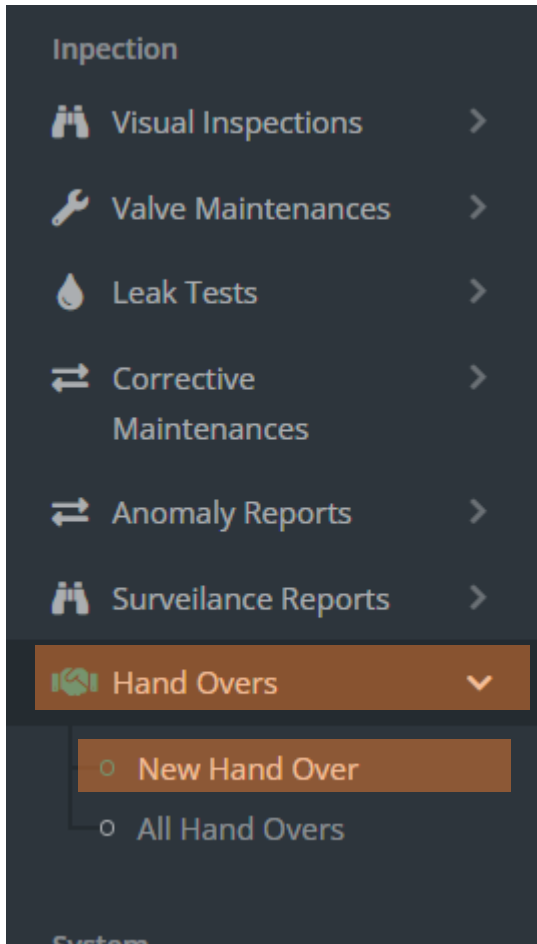 Inpection
Visual Inspections
Valve Maintenances
Leak Tests
Corrective
Maintenances
Anomaly Reports
Surveilance Reports
Hand Overs
New Hand Over
All Hand Overs
System